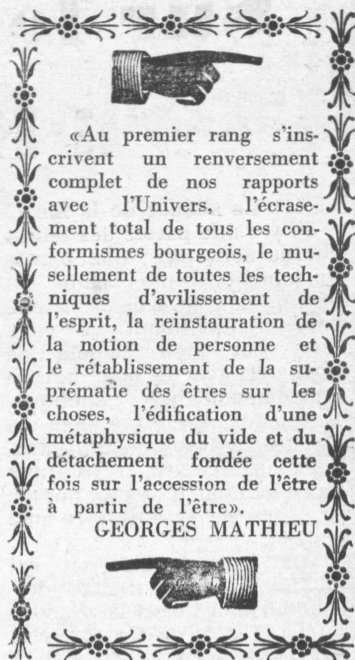 «Au premier rang s'ins-
crivent un renversement
complet de nos rapports
avec l'Univers, l'écrase-
ment total de tous les con-
formismes bourgeois, le mu-
sellement de toutes les tech-
niques d'avilissement de
l'esprit, la reinstauration de
la notion de personne et
le rétablissement de la su-
prématie des êtres sur les
choses, l'édification d'une
métaphysique du vide et du
détachement fondée cette
fois sur l'accession de l'être
à partir de l'être».
GEORGES MATHIEU